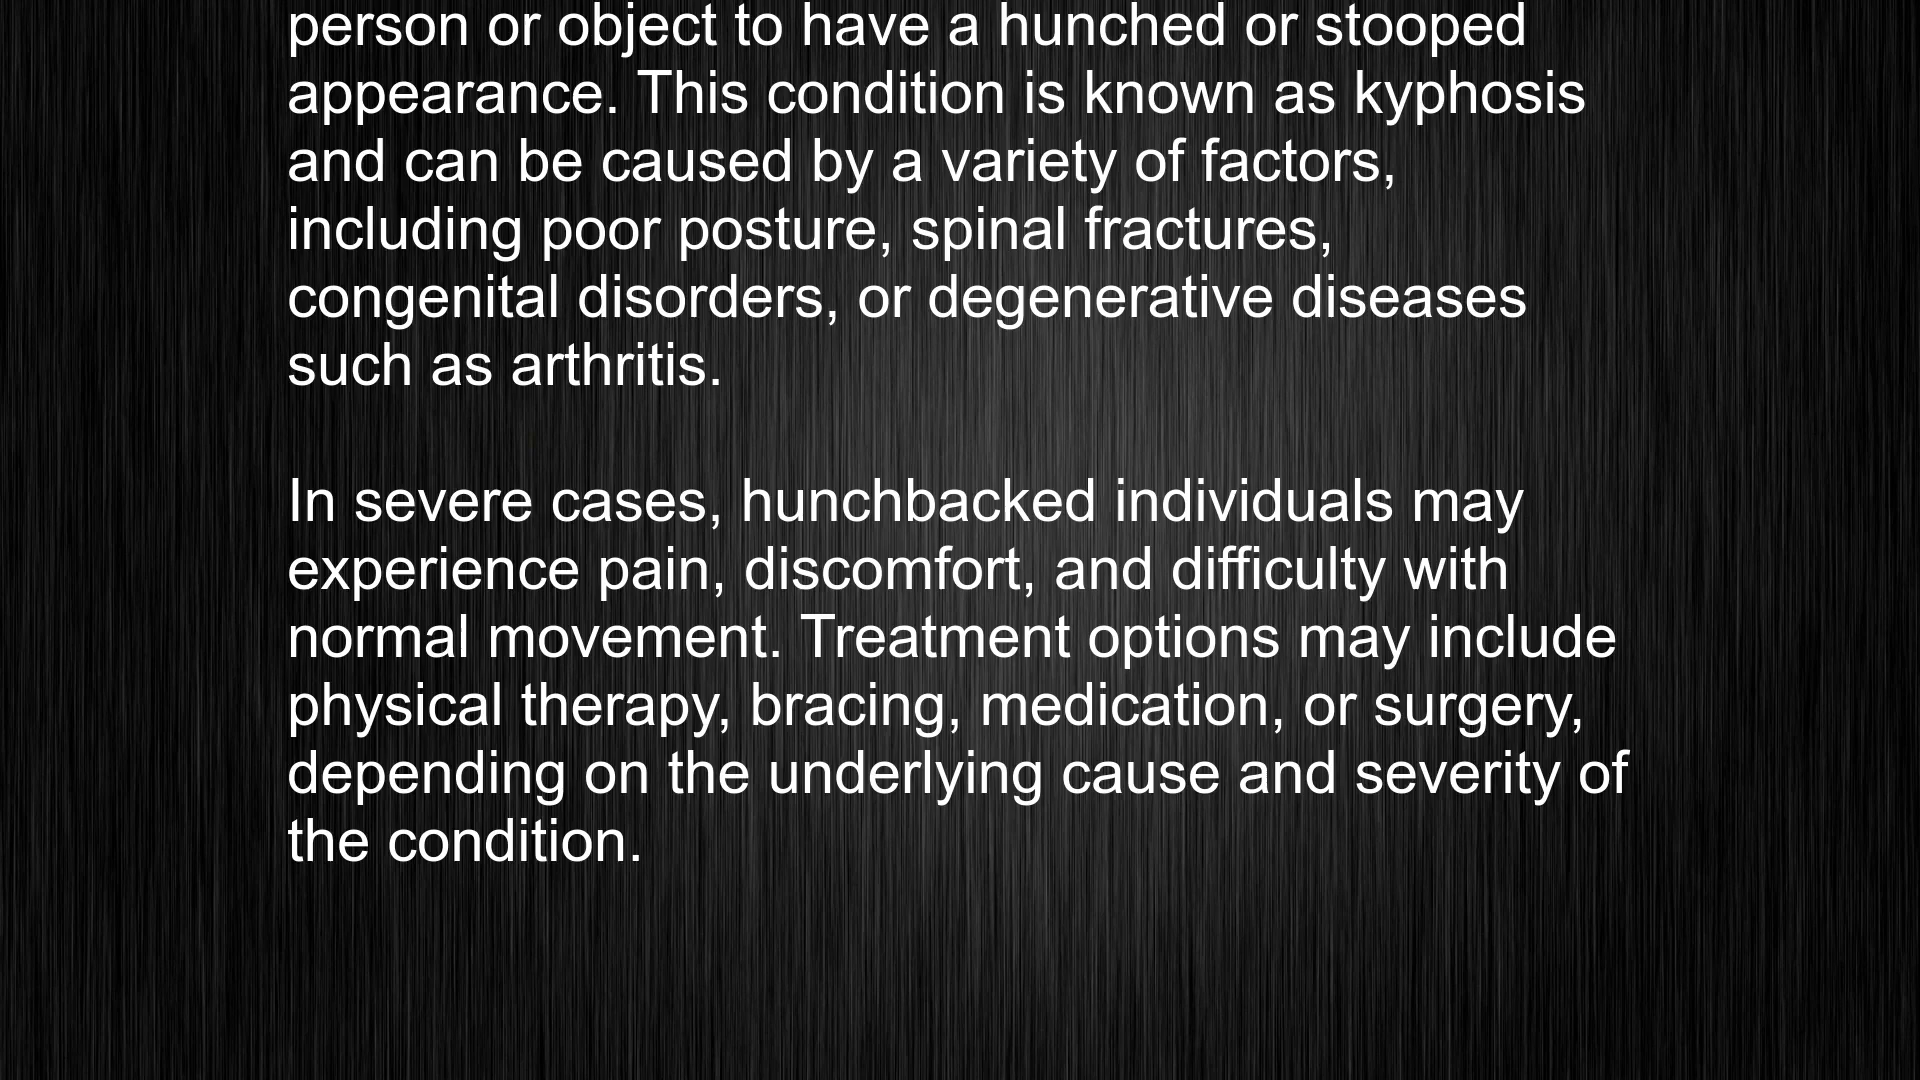 person or object to have a hunched or stooped
appearance. This condition is known as kyphosis
and can be caused by a variety of factors,
including poor posture, spinal fractures,
congenital disorders, or degenerative diseases
such as arthritis.
In severe cases, hunchbacked individuals may
experience pain, discomfort, and difficulty with
normal movement. Treatment options may include
physical therapy, bracing, medication, or surgery,
depending on the underlying cause and severity of
the condition.